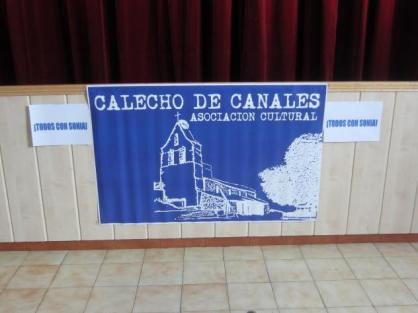 CALECHO DE CANALES
ASOCIACION CULTURAL
¡TODOS CON SONIA!
¡TODOS CON SONIA!